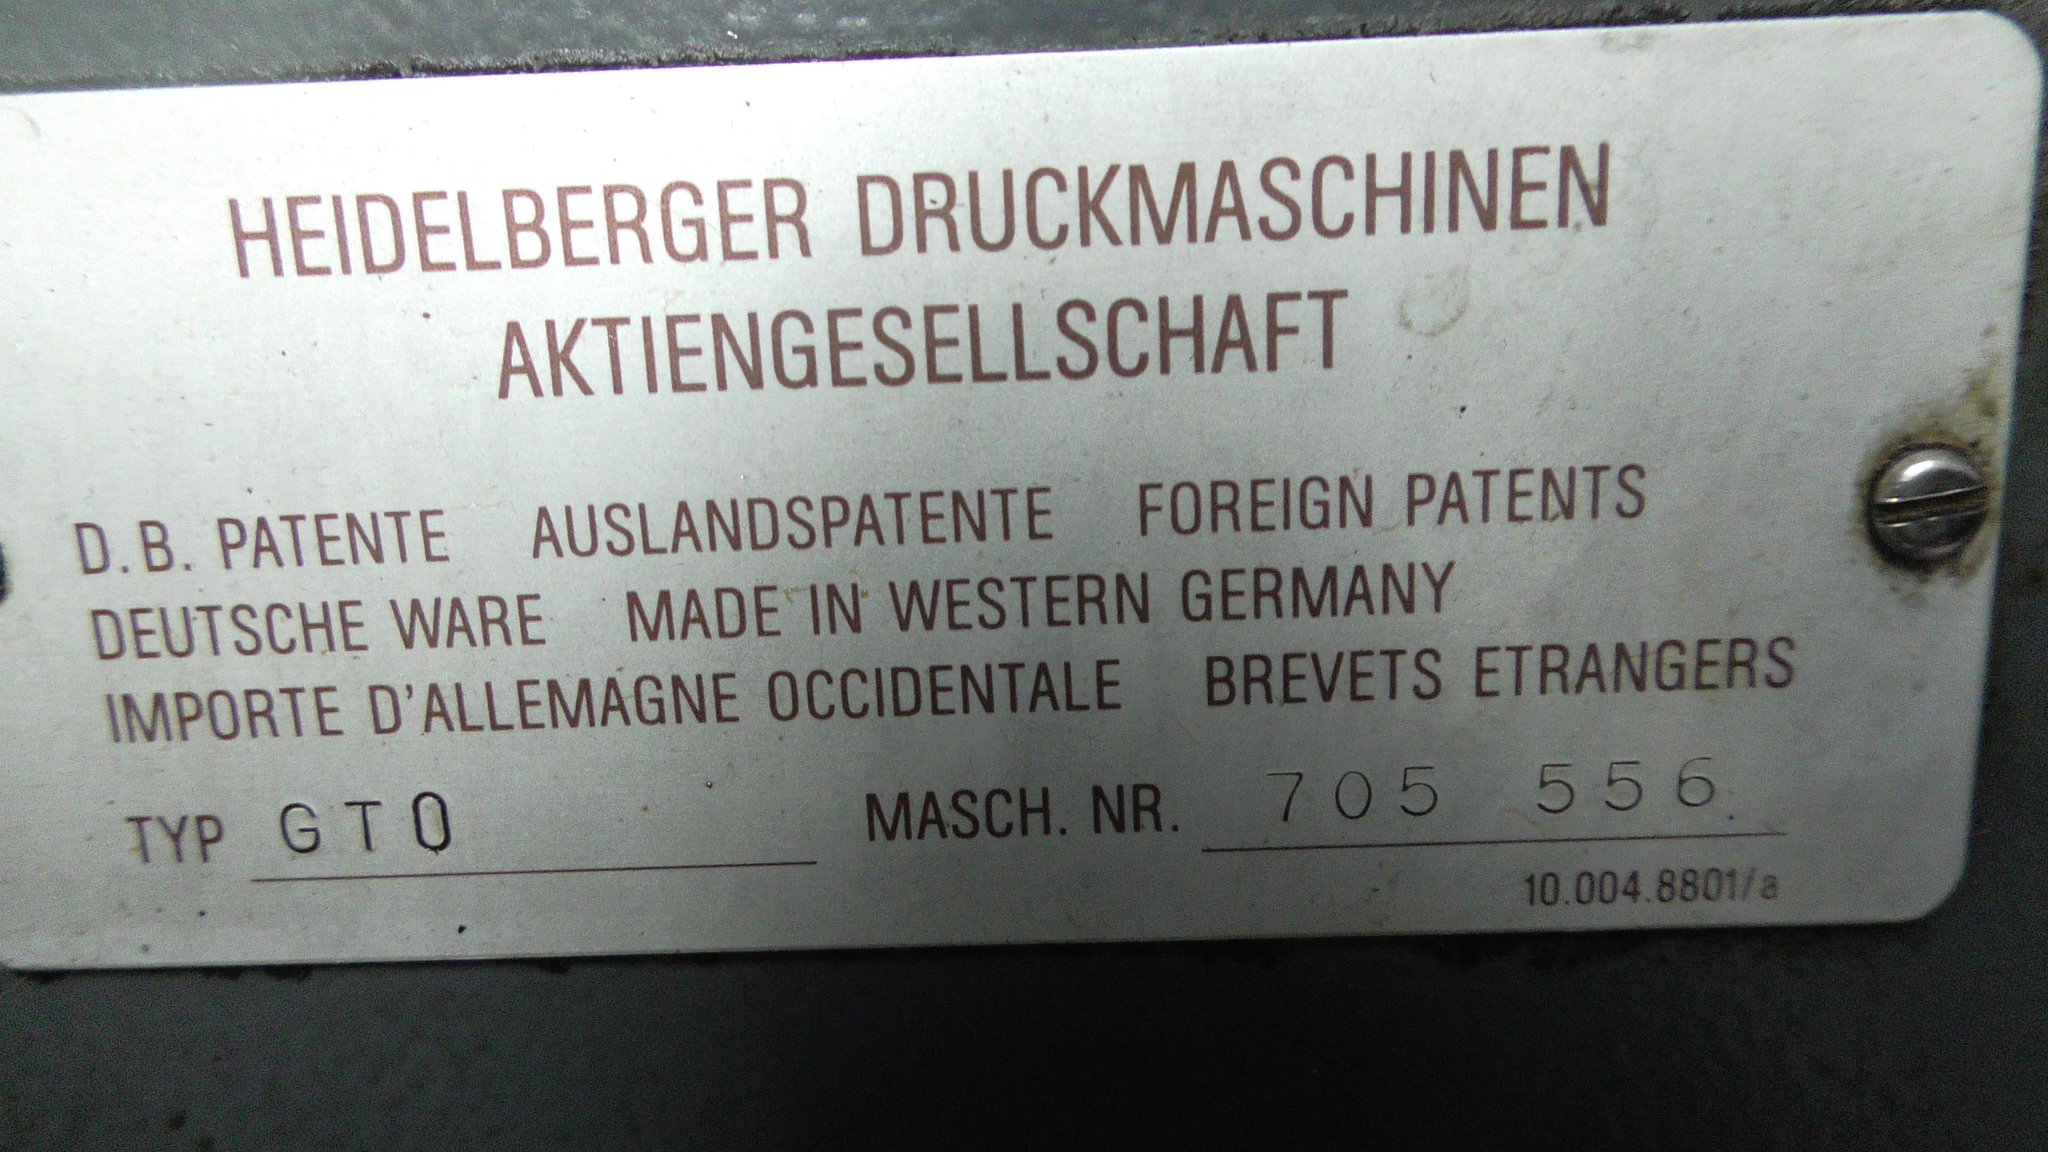 HEIDELBERGER DRUCKMASCHINEN
AKTIENGESELLSCHAFT
D.B. PATENTE AUSLANDSPATENTE FOREIGN PATENTS
DEUTSCHE WARE MADE IN WESTERN GERMANY
IMPORTE D'ALLEMAGNE OCCIDENTALE BREVETS ETRANGERS
TYP GTO MASCH. NR. 705 556
10.004.8801/a